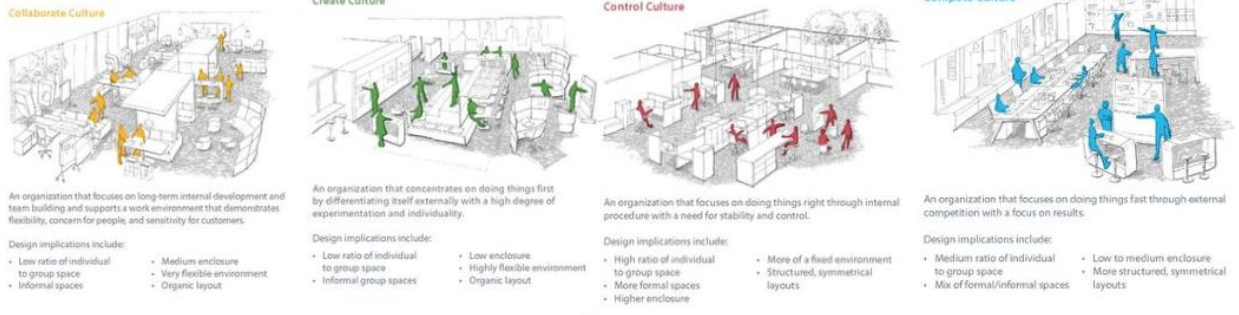 Collaborate Culture
An organization that focuses on long-term internal development and
team building and supports a work environment that demonstrates
flexibility, concern for people, and sensitivity for customers.
Design implications include:
• Low ratio of individual
to group space
• Informal spaces
• Medium enclosure
• Very flexible environment
• Organic layout
Create Culture
An organization that concentrates on doing things first
by differentiating itself externally with a high degree of
experimentation and individuality.
Design implications include:
• Low ratio of individual
to group space
• Informal group spaces
• Low enclosure
• Highly flexible environment
• Organic layout
Control Culture
An organization that focuses on doing things right through internal
procedure with a need for stability and control.
Design implications include:
• High ratio of individual
to group space
• More formal spaces
• Higher enclosure
• More of a fixed environment
• Structured, symmetrical
layouts
Compete Culture
An organization that focuses on doing things fast through external
competition with a focus on results.
Design implications include:
• Medium ratio of individual
to group space
• Mix of formal/informal spaces
• Low to medium enclosure
• More structured, symmetrical
layouts